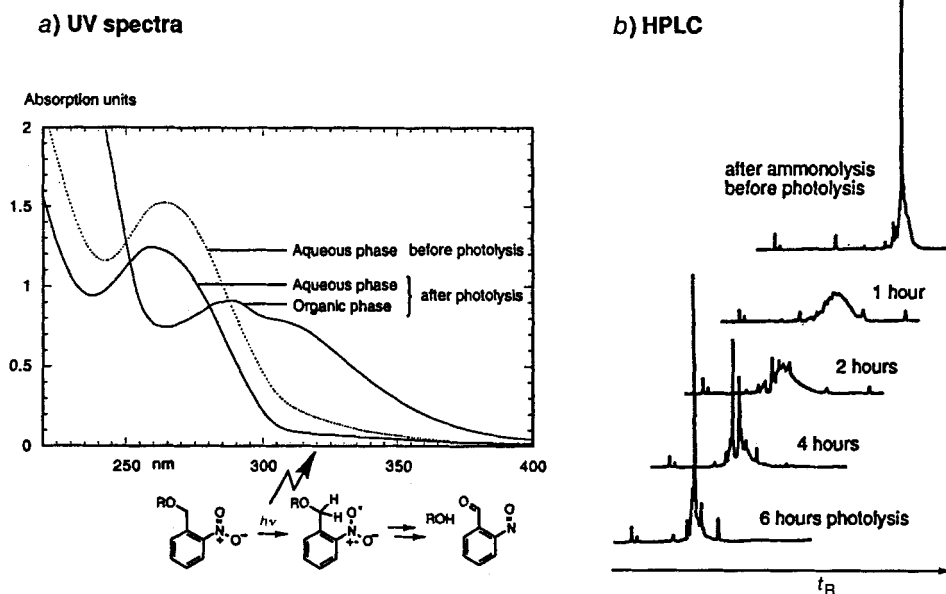 a) UV spectra
Absorption units
2
1.5
1
0.5
0
250 nm 300 350 400
Aqueous phase before photolysis
Aqueous phase
Organic phase
after photolysis
RO
O
N+
O−
hν
RO H
H
O•
N+•
O−
ROH
O
N
O
b) HPLC
after ammonolysis
before photolysis
1 hour
2 hours
4 hours
6 hours photolysis
tR